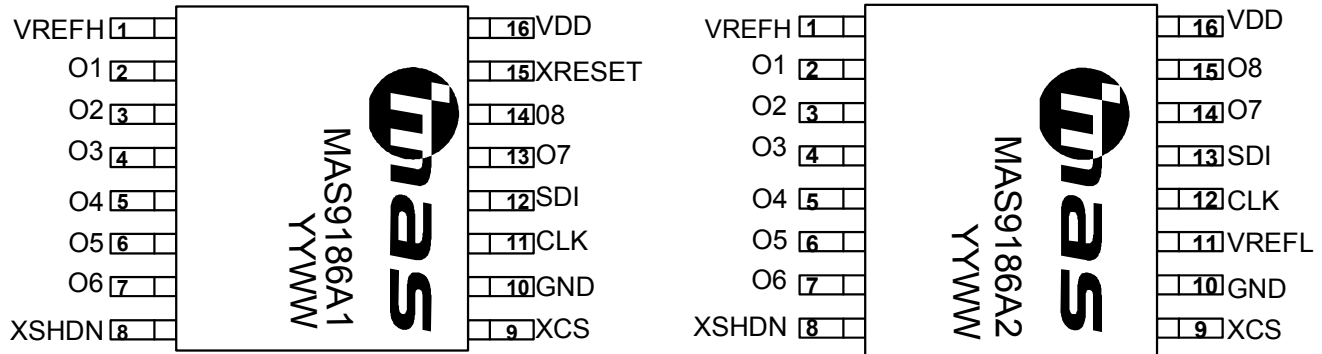 VREFH 1
O1 2
O2 3
O3 4
O4 5
O5 6
O6 7
XSHDN 8
16 VDD
15 XRESET
14 08
13 O7
12 SDI
11 CLK
10 GND
9 XCS
mas
MAS9186A1
YYWW
VREFH 1
O1 2
O2 3
O3 4
O4 5
O5 6
O6 7
XSHDN 8
16 VDD
15 O8
14 O7
13 SDI
12 CLK
11 VREFL
10 GND
9 XCS
mas
MAS9186A2
YYWW